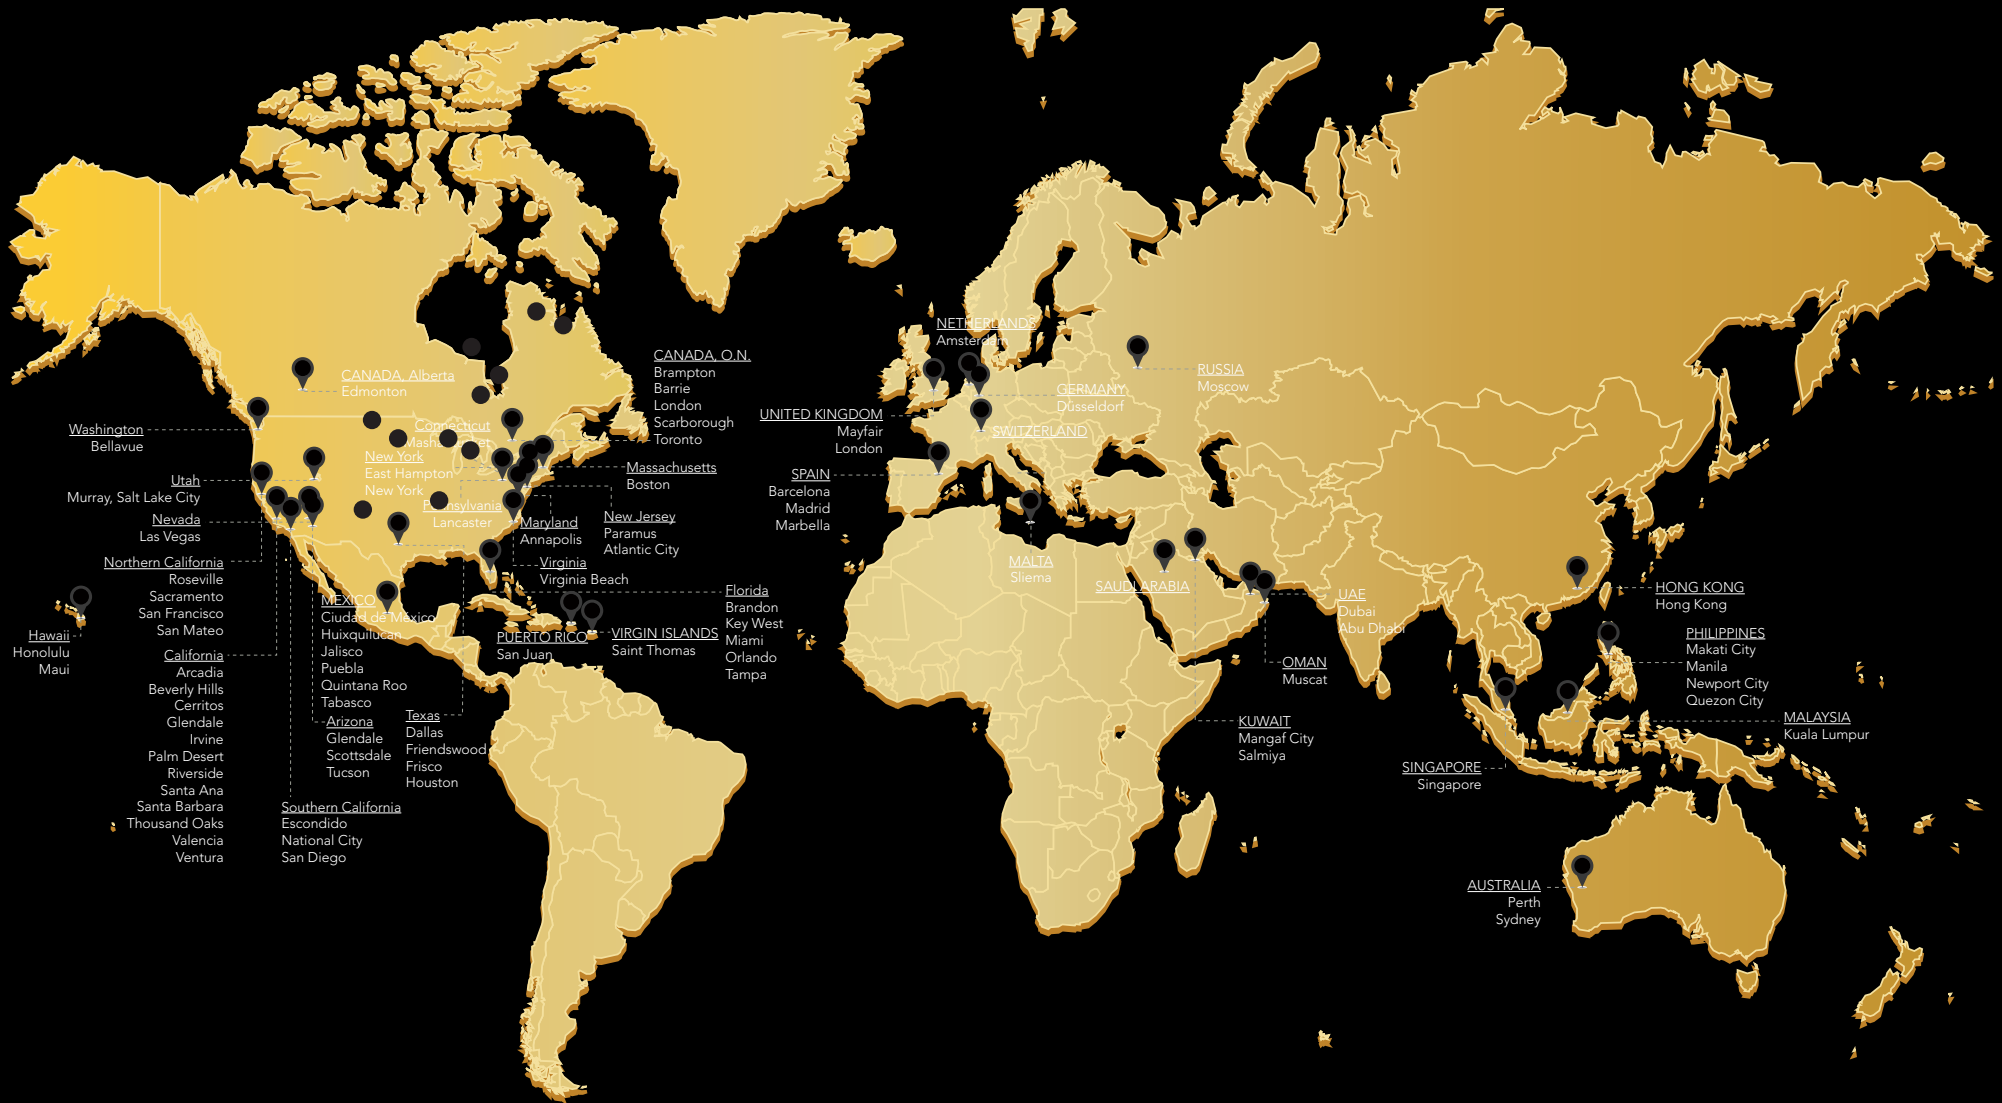 CANADA, Alberta
Edmonton
Washington
Bellavue
Utah
Murray, Salt Lake City
Nevada
Las Vegas
Northern California
Roseville
Sacramento
San Francisco
San Mateo
Hawaii
Honolulu
Maui
California
Arcadia
Beverly Hills
Cerritos
Glendale
Irvine
Palm Desert
Riverside
Santa Ana
Santa Barbara
Thousand Oaks
Valencia
Ventura
Southern California
Escondido
National City
San Diego
MEXICO
Ciudad de México
Huixquilucan
Jalisco
Puebla
Quintana Roo
Tabasco
Arizona
Glendale
Scottsdale
Tucson
Texas
Dallas
Friendswood
Frisco
Houston
Connecticut
New York
East Hampton
New York
Pennsylvania
Lancaster
CANADA, O.N.
Brampton
Barrie
London
Scarborough
Toronto
Massachusetts
Boston
New Jersey
Paramus
Atlantic City
Maryland
Annapolis
Virginia
Virginia Beach
Florida
Brandon
Key West
Miami
Orlando
Tampa
PUERTO RICO
San Juan
VIRGIN ISLANDS
Saint Thomas
NETHERLANDS
Amsterdam
UNITED KINGDOM
Mayfair
London
GERMANY
Düsseldorf
SWITZERLAND
SPAIN
Barcelona
Madrid
Marbella
RUSSIA
Moscow
MALTA
Sliema
SAUDI ARABIA
UAE
Dubai
Abu Dhabi
OMAN
Muscat
KUWAIT
Mangaf City
Salmiya
HONG KONG
Hong Kong
PHILIPPINES
Makati City
Manila
Newport City
Quezon City
MALAYSIA
Kuala Lumpur
SINGAPORE
Singapore
AUSTRALIA
Perth
Sydney